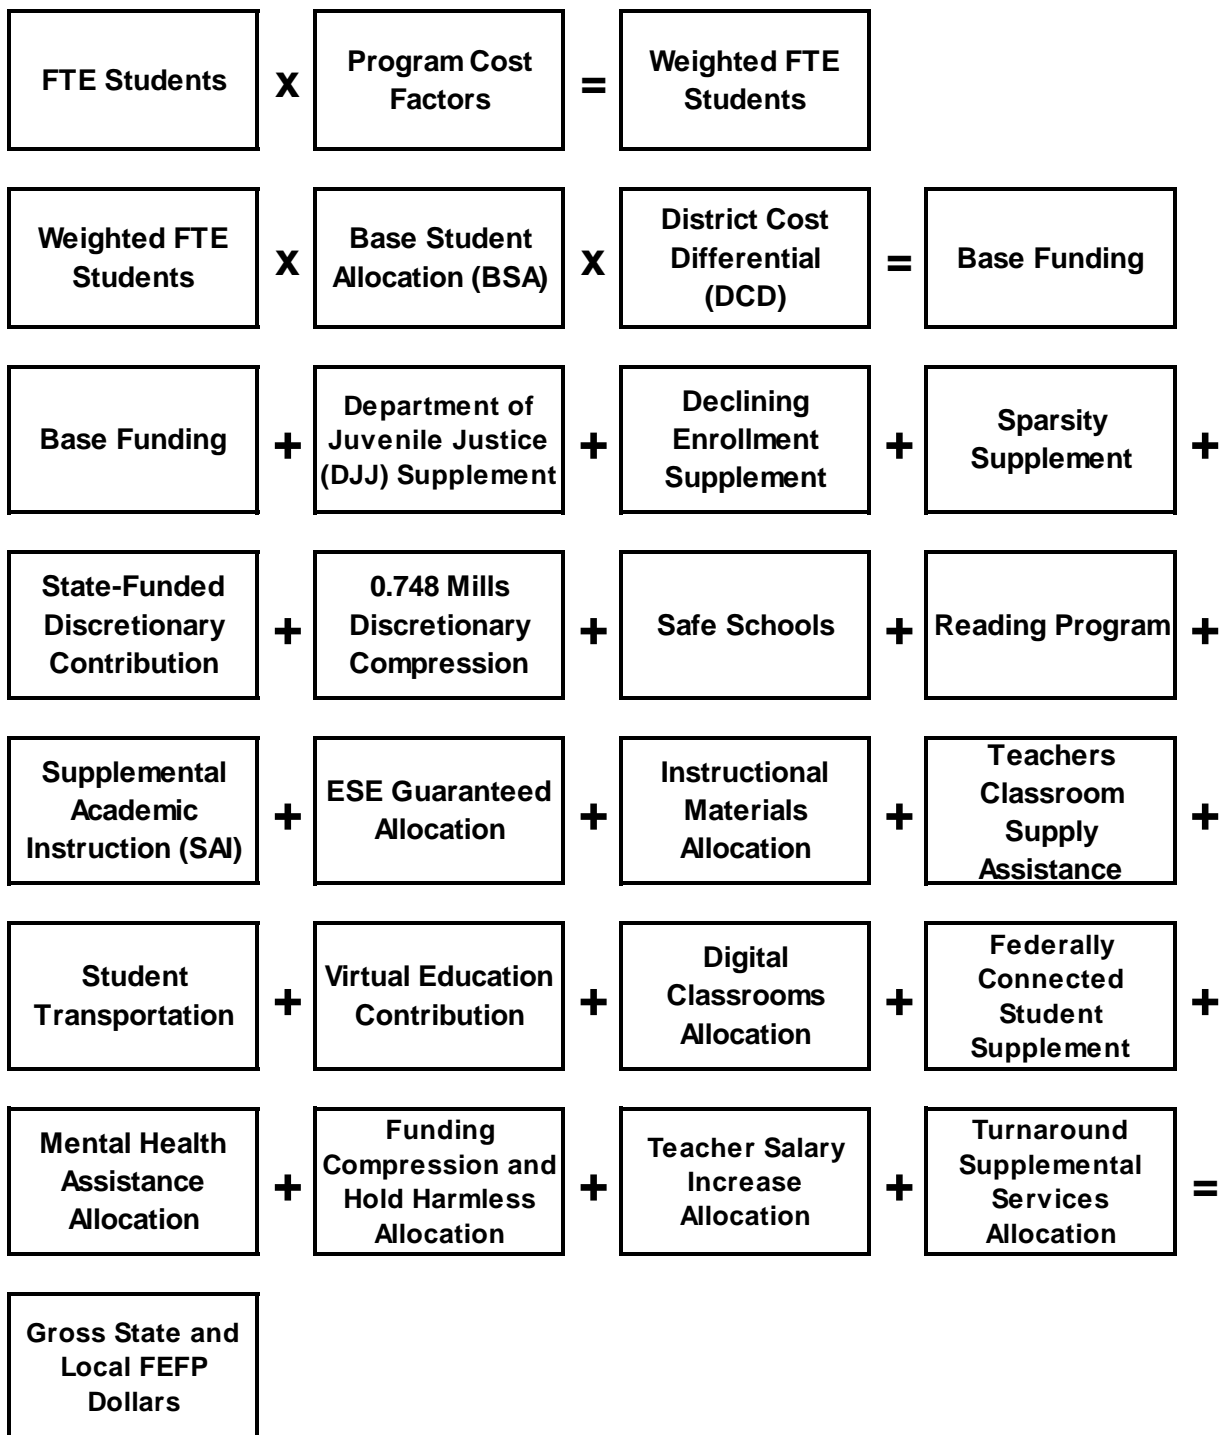 FTE Students x Program Cost Factors = Weighted FTE Students
Weighted FTE Students x Base Student Allocation (BSA) x District Cost Differential (DCD) = Base Funding
Base Funding + Department of Juvenile Justice (DJJ) Supplement + Declining Enrollment Supplement + Sparsity Supplement +
State-Funded Discretionary Contribution + 0.748 Mills Discretionary Compression + Safe Schools + Reading Program +
Supplemental Academic Instruction (SAI) + ESE Guaranteed Allocation + Instructional Materials Allocation + Teachers Classroom Supply Assistance +
Student Transportation + Virtual Education Contribution + Digital Classrooms Allocation + Federally Connected Student Supplement +
Mental Health Assistance Allocation + Funding Compression and Hold Harmless Allocation + Teacher Salary Increase Allocation + Turnaround Supplemental Services Allocation =
Gross State and Local FEFP Dollars